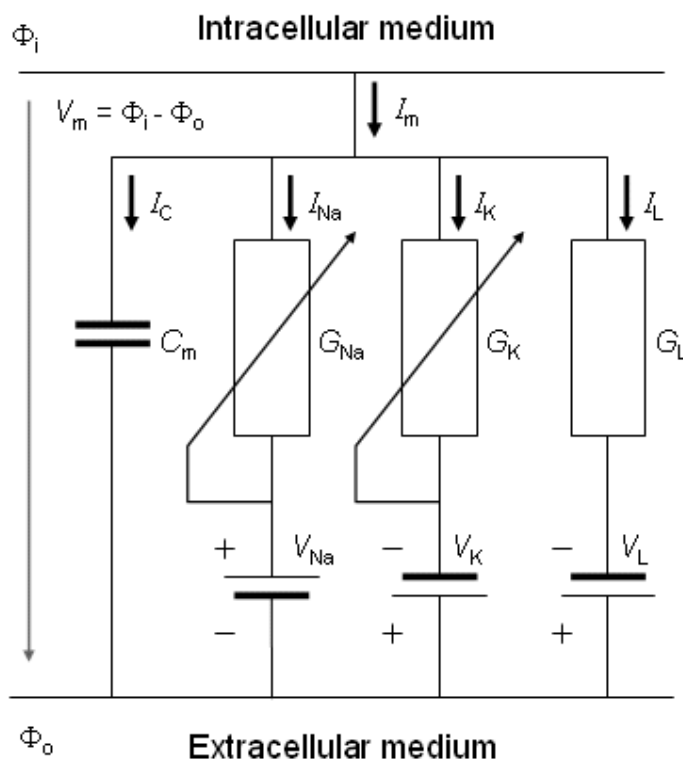 Φi Intracellular medium
Vm = Φi - Φo
Im
IC INa IK IL
Cm GNa GK GL
+ VNa − VK − VL
− + +
Φo Extracellular medium